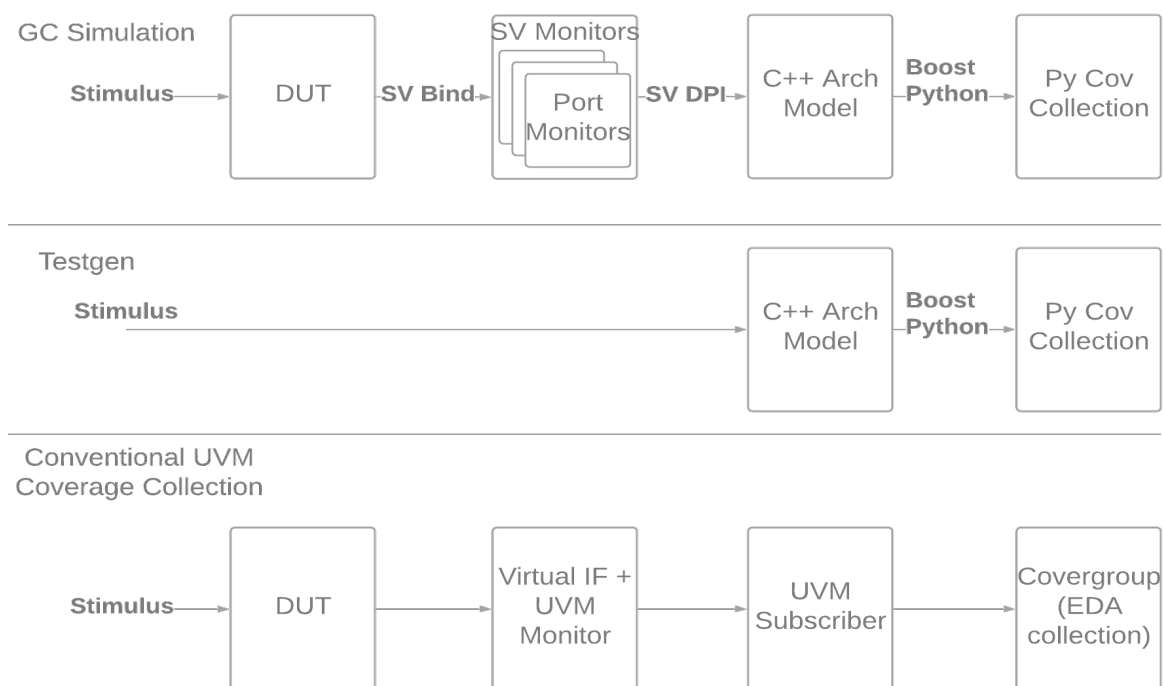 GC Simulation
Stimulus
DUT
SV Bind
SV Monitors
Port
Monitors
SV DPI
C++ Arch
Model
Boost
Python
Py Cov
Collection
Testgen
Stimulus
C++ Arch
Model
Boost
Python
Py Cov
Collection
Conventional UVM
Coverage Collection
Stimulus
DUT
Virtual IF +
UVM
Monitor
UVM
Subscriber
Covergroup
(EDA
collection)